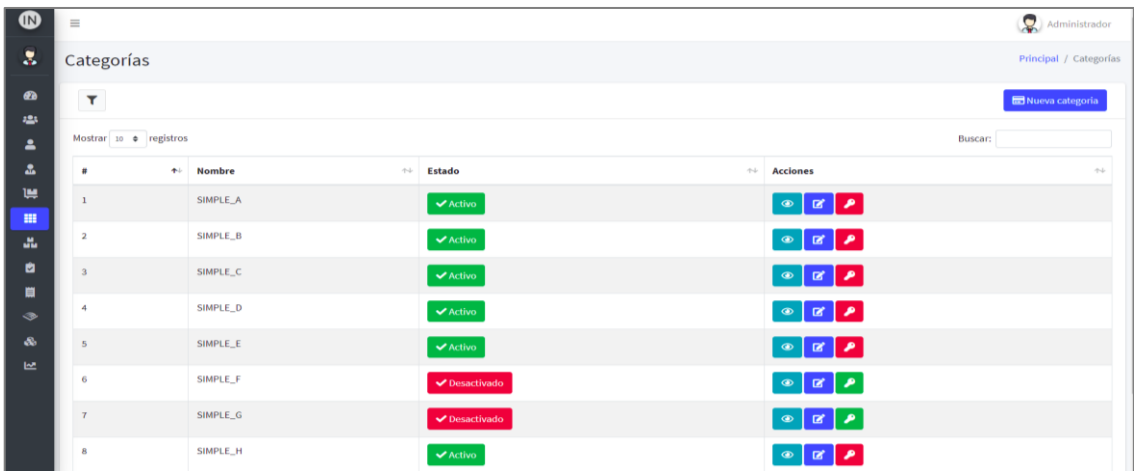 IN
Administrador
Categorías
Principal / Categorías
Nueva categoria
Mostrar 10 registros
Buscar:
# Nombre Estado Acciones
1 SIMPLE_A Activo
2 SIMPLE_B Activo
3 SIMPLE_C Activo
4 SIMPLE_D Activo
5 SIMPLE_E Activo
6 SIMPLE_F Desactivado
7 SIMPLE_G Desactivado
8 SIMPLE_H Activo